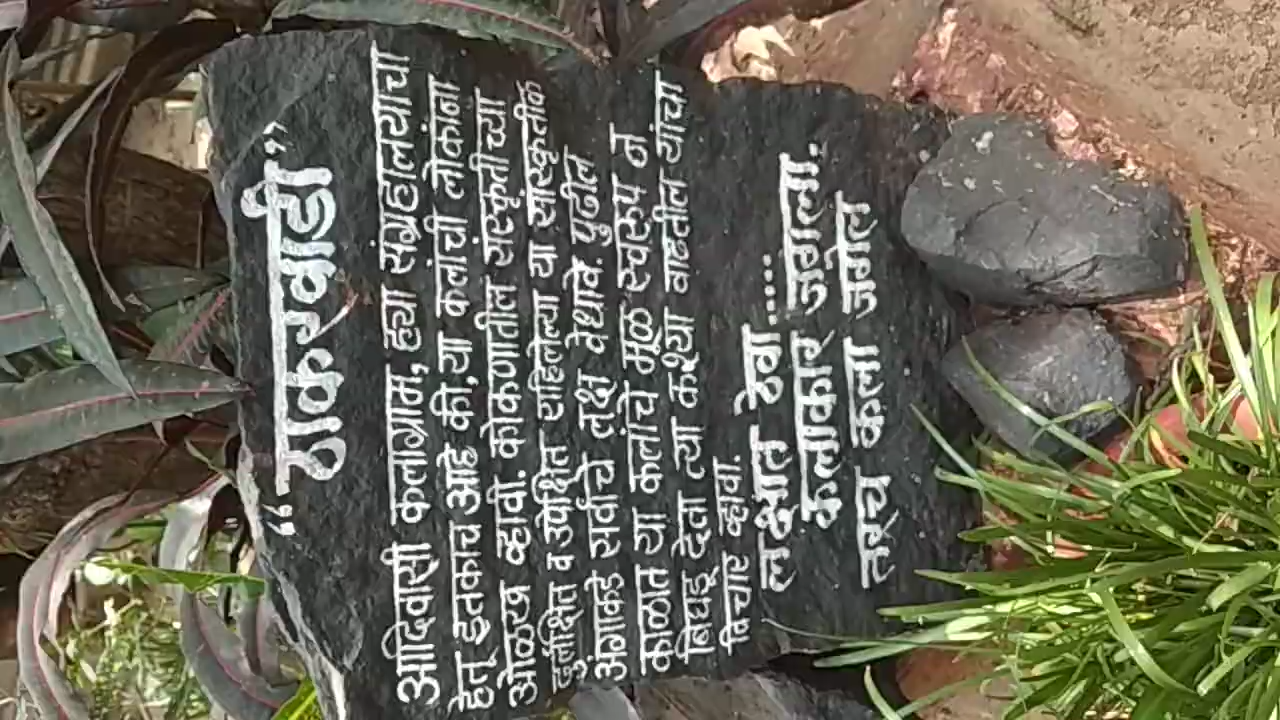 “ठाकरवाडी”
आदिवासी कलाग्राम, ह्या संग्रहालयाचा
हेतू इतकाच आहे की,या कलांची लोकांना
ओळख व्हावी. कोकणातील संस्कृतीच्या
दुर्लक्षित व उपेक्षित राहिलेल्या या सांस्कृतीक
अंगाकडे सर्वांचे लक्ष वेधावे. पुढील
काळात या कलांचे मूळ स्वरूप न
बिघडू देता त्या कश्या वाढतील यांचा
विचार व्हावा.
लक्षात ठेवा ....
कलाकार जगला.
तरच कला जगेल